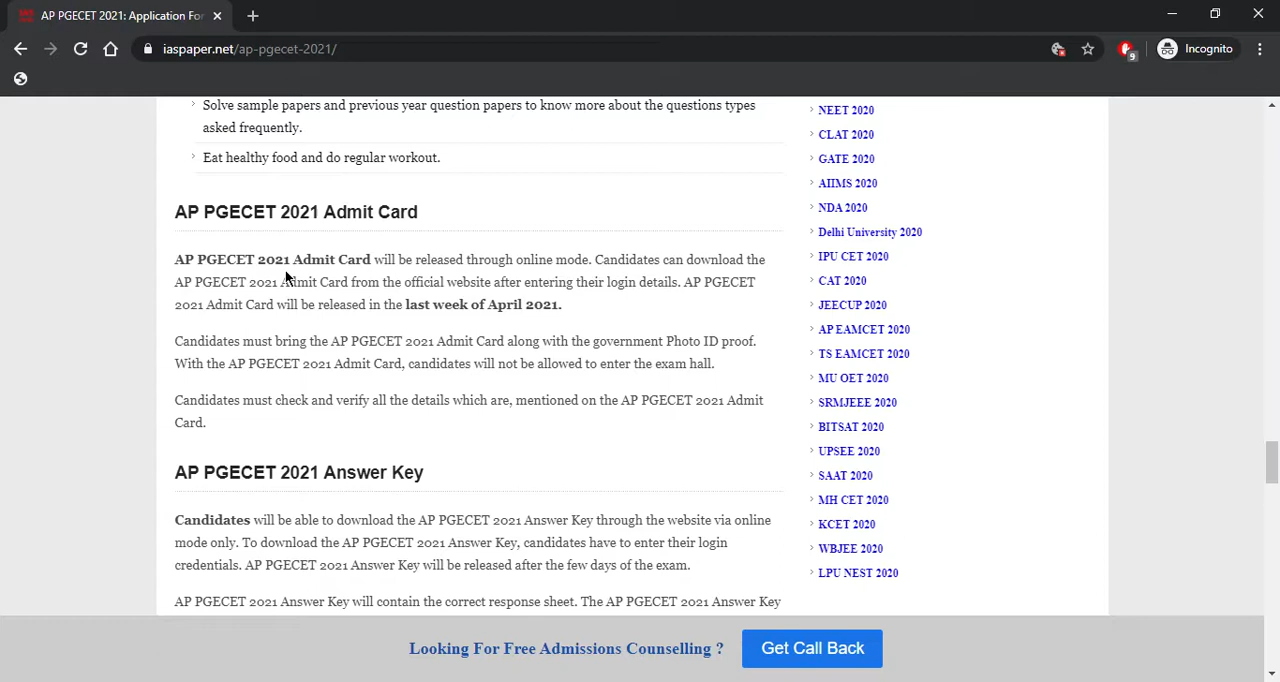 AP PGECET 2021: Application For
iaspaper.net/ap-pgecet-2021/
9
Incognito
Solve sample papers and previous year question papers to know more about the questions types
asked frequently.
Eat healthy food and do regular workout.
AP PGECET 2021 Admit Card
AP PGECET 2021 Admit Card will be released through online mode. Candidates can download the
AP PGECET 2021 Admit Card from the official website after entering their login details. AP PGECET
2021 Admit Card will be released in the last week of April 2021.
Candidates must bring the AP PGECET 2021 Admit Card along with the government Photo ID proof.
With the AP PGECET 2021 Admit Card, candidates will not be allowed to enter the exam hall.
Candidates must check and verify all the details which are, mentioned on the AP PGECET 2021 Admit
Card.
AP PGECET 2021 Answer Key
Candidates will be able to download the AP PGECET 2021 Answer Key through the website via online
mode only. To download the AP PGECET 2021 Answer Key, candidates have to enter their login
credentials. AP PGECET 2021 Answer Key will be released after the few days of the exam.
AP PGECET 2021 Answer Key will contain the correct response sheet. The AP PGECET 2021 Answer Key
NEET 2020
CLAT 2020
GATE 2020
AIIMS 2020
NDA 2020
Delhi University 2020
IPU CET 2020
CAT 2020
JEECUP 2020
AP EAMCET 2020
TS EAMCET 2020
MU OET 2020
SRMJEEE 2020
BITSAT 2020
UPSEE 2020
SAAT 2020
MH CET 2020
KCET 2020
WBJEE 2020
LPU NEST 2020
Looking For Free Admissions Counselling ?
Get Call Back